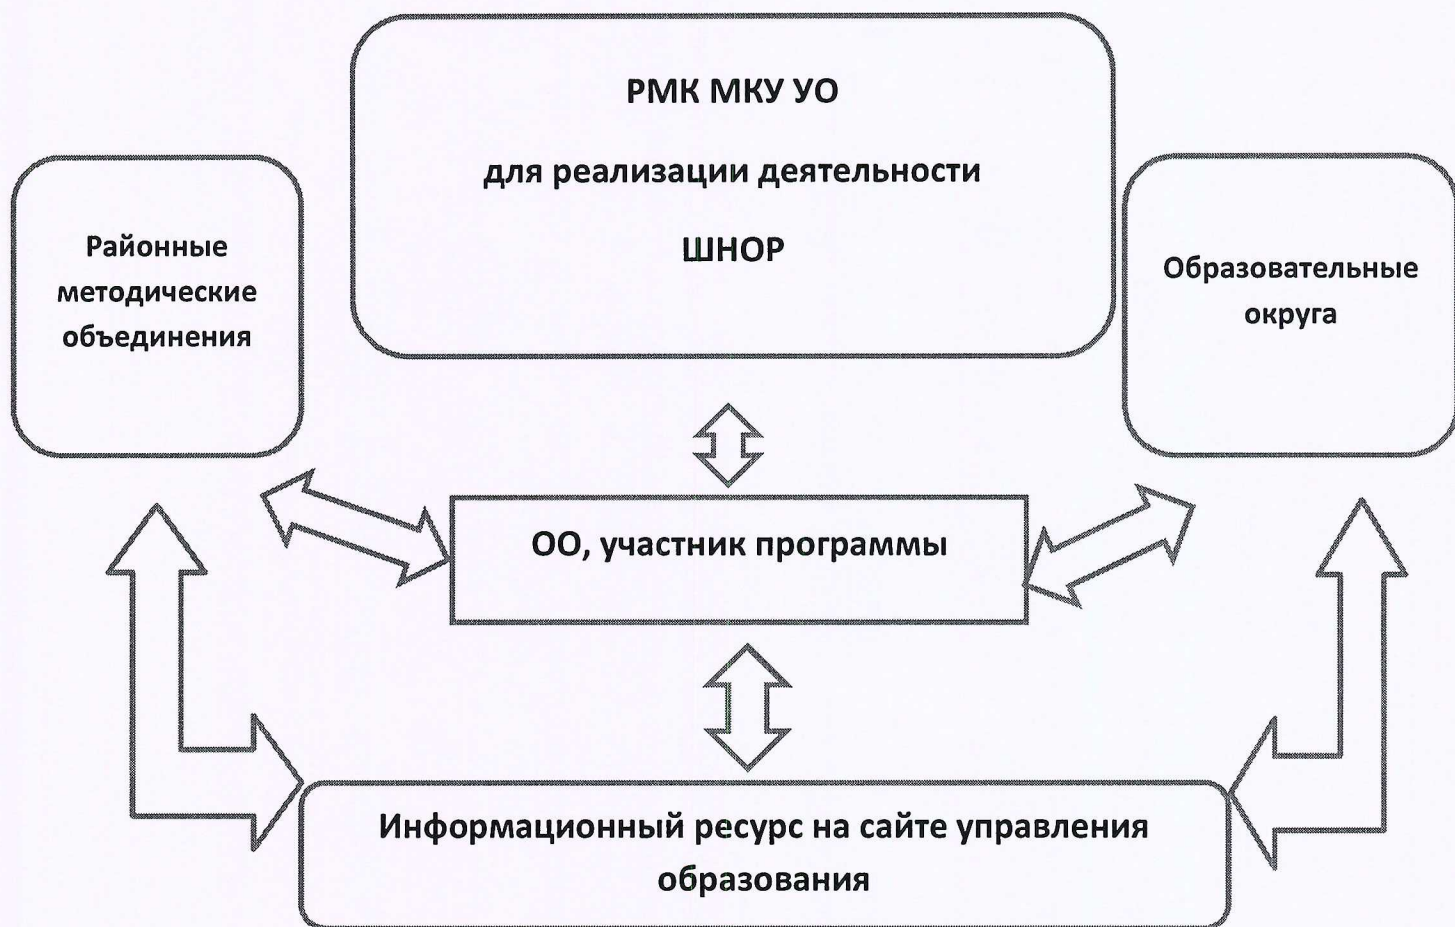 РМК МКУ УО
для реализации деятельности
ШНОР
Районные
методические
объединения
Образовательные
округа
ОО, участник программы
Информационный ресурс на сайте управления
образования